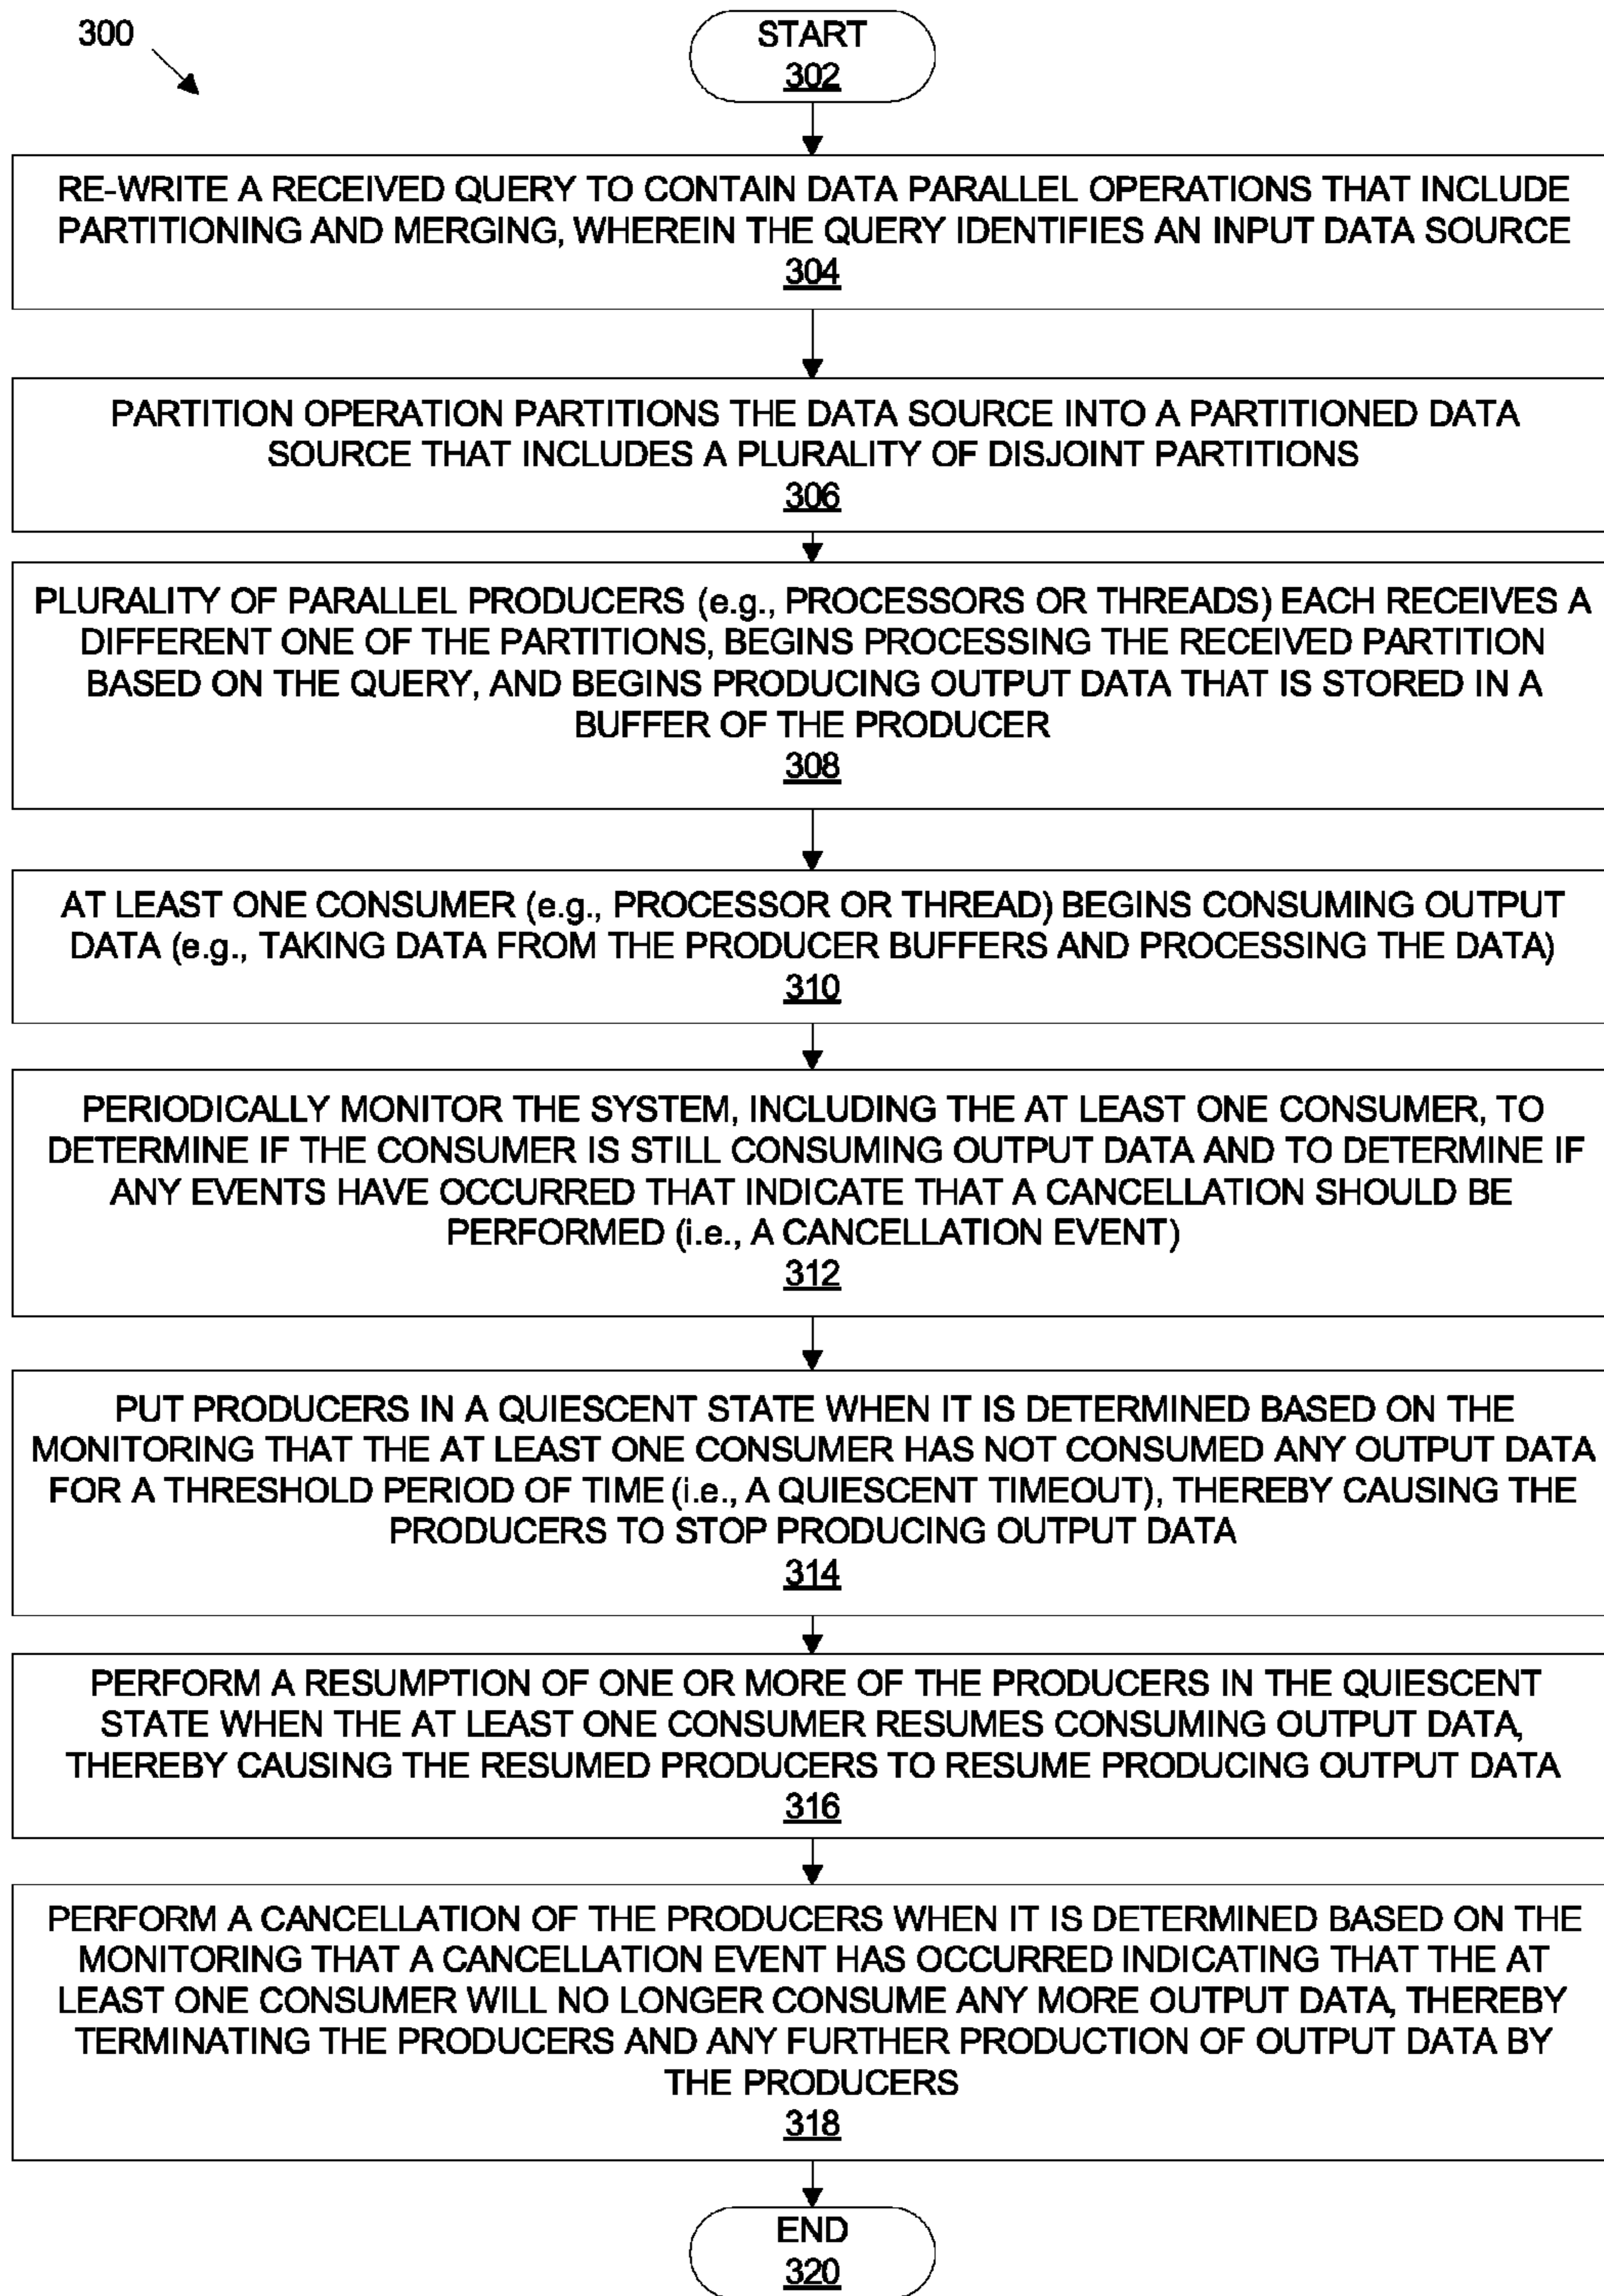 300
START
302
RE-WRITE A RECEIVED QUERY TO CONTAIN DATA PARALLEL OPERATIONS THAT INCLUDE
PARTITIONING AND MERGING, WHEREIN THE QUERY IDENTIFIES AN INPUT DATA SOURCE
304
PARTITION OPERATION PARTITIONS THE DATA SOURCE INTO A PARTITIONED DATA
SOURCE THAT INCLUDES A PLURALITY OF DISJOINT PARTITIONS
306
PLURALITY OF PARALLEL PRODUCERS (e.g., PROCESSORS OR THREADS) EACH RECEIVES A
DIFFERENT ONE OF THE PARTITIONS, BEGINS PROCESSING THE RECEIVED PARTITION
BASED ON THE QUERY, AND BEGINS PRODUCING OUTPUT DATA THAT IS STORED IN A
BUFFER OF THE PRODUCER
308
AT LEAST ONE CONSUMER (e.g., PROCESSOR OR THREAD) BEGINS CONSUMING OUTPUT
DATA (e.g., TAKING DATA FROM THE PRODUCER BUFFERS AND PROCESSING THE DATA)
310
PERIODICALLY MONITOR THE SYSTEM, INCLUDING THE AT LEAST ONE CONSUMER, TO
DETERMINE IF THE CONSUMER IS STILL CONSUMING OUTPUT DATA AND TO DETERMINE IF
ANY EVENTS HAVE OCCURRED THAT INDICATE THAT A CANCELLATION SHOULD BE
PERFORMED (i.e., A CANCELLATION EVENT)
312
PUT PRODUCERS IN A QUIESCENT STATE WHEN IT IS DETERMINED BASED ON THE
MONITORING THAT THE AT LEAST ONE CONSUMER HAS NOT CONSUMED ANY OUTPUT DATA
FOR A THRESHOLD PERIOD OF TIME (i.e., A QUIESCENT TIMEOUT), THEREBY CAUSING THE
PRODUCERS TO STOP PRODUCING OUTPUT DATA
314
PERFORM A RESUMPTION OF ONE OR MORE OF THE PRODUCERS IN THE QUIESCENT
STATE WHEN THE AT LEAST ONE CONSUMER RESUMES CONSUMING OUTPUT DATA,
THEREBY CAUSING THE RESUMED PRODUCERS TO RESUME PRODUCING OUTPUT DATA
316
PERFORM A CANCELLATION OF THE PRODUCERS WHEN IT IS DETERMINED BASED ON THE
MONITORING THAT A CANCELLATION EVENT HAS OCCURRED INDICATING THAT THE AT
LEAST ONE CONSUMER WILL NO LONGER CONSUME ANY MORE OUTPUT DATA, THEREBY
TERMINATING THE PRODUCERS AND ANY FURTHER PRODUCTION OF OUTPUT DATA BY
THE PRODUCERS
318
END
320